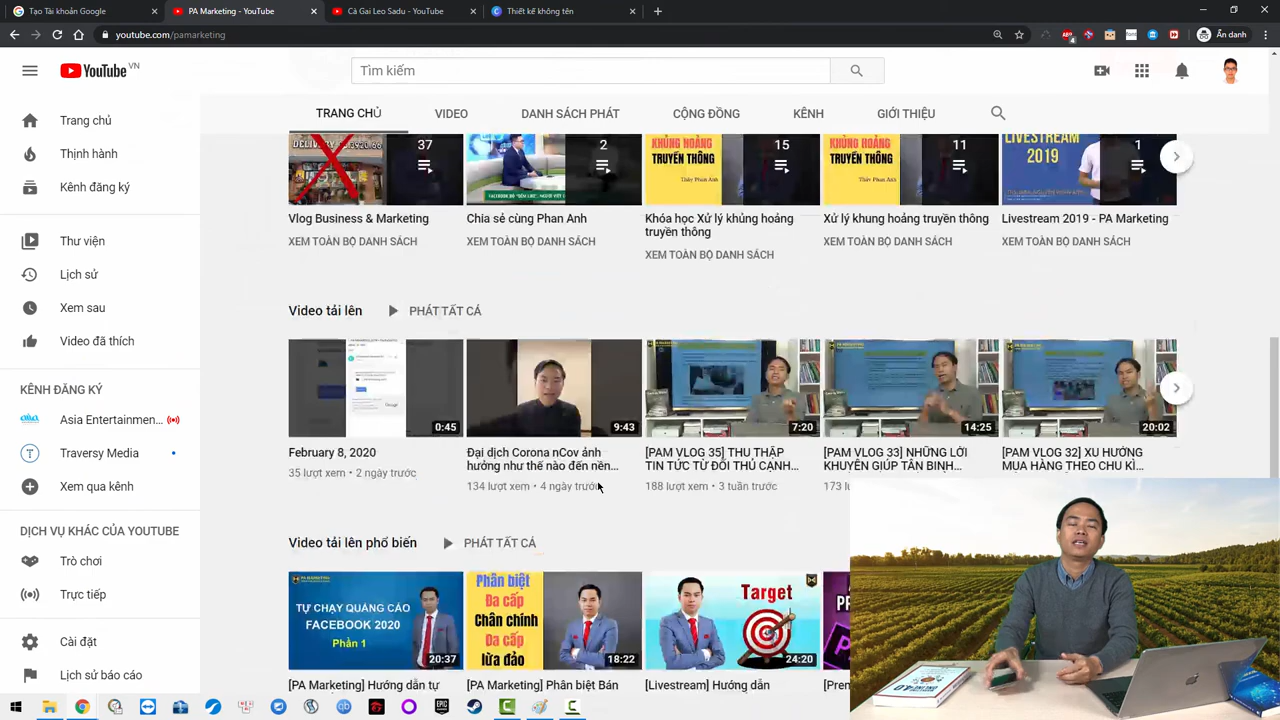 Tạo Tài khoản Google
PA Marketing - YouTube
Cà Gai Leo Sadu - YouTube
Thiết kế không tên
youtube.com/pamarketing
Ẩn danh
YouTube VN
Tìm kiếm
TRANG CHỦ
VIDEO
DANH SÁCH PHÁT
CỘNG ĐỒNG
KÊNH
GIỚI THIỆU
Trang chủ
Thịnh hành
Kênh đăng ký
Thư viện
Lịch sử
Xem sau
Video đã thích
KÊNH ĐĂNG KÝ
Asia Entertainmen...
Traversy Media
Xem qua kênh
DỊCH VỤ KHÁC CỦA YOUTUBE
Trò chơi
Trực tiếp
Cài đặt
Lịch sử báo cáo
37
2
KHỦNG HOẢNG
TRUYỀN THÔNG
Thầy Phan Anh
15
KHỦNG HOẢNG
TRUYỀN THÔNG
Thầy Phan Anh
11
LIVESTREAM
2019
1
Vlog Business & Marketing
XEM TOÀN BỘ DANH SÁCH
Chia sẻ cùng Phan Anh
XEM TOÀN BỘ DANH SÁCH
Khóa học Xử lý khủng hoảng
truyền thông
XEM TOÀN BỘ DANH SÁCH
Xử lý khung hoảng truyền thông
XEM TOÀN BỘ DANH SÁCH
Livestream 2019 - PA Marketing
XEM TOÀN BỘ DANH SÁCH
Video tải lên
PHÁT TẤT CẢ
0:45
9:43
7:20
14:25
20:02
February 8, 2020
35 lượt xem • 2 ngày trước
Đại dịch Corona nCov ảnh
hưởng như thế nào đến nền...
134 lượt xem • 4 ngày trước
[PAM VLOG 35] THU THẬP
TIN TỨC TỪ ĐỐI THỦ CẠNH...
188 lượt xem • 3 tuần trước
[PAM VLOG 33] NHỮNG LỜI
KHUYÊN GIÚP TÂN BINH...
173 lư
[PAM VLOG 32] XU HƯỚNG
MUA HÀNG THEO CHU KÌ...
Video tải lên phổ biến
PHÁT TẤT CẢ
TỰ CHẠY QUẢNG CÁO
FACEBOOK 2020
Phần 1
20:37
Phân biệt
Đa cấp
Chân chính
Đa cấp
lừa đảo
18:22
Target
24:20
[PA Marketing] Hướng dẫn tự
[PA Marketing] Phân biệt Bán
[Livestream] Hướng dẫn
[Pren